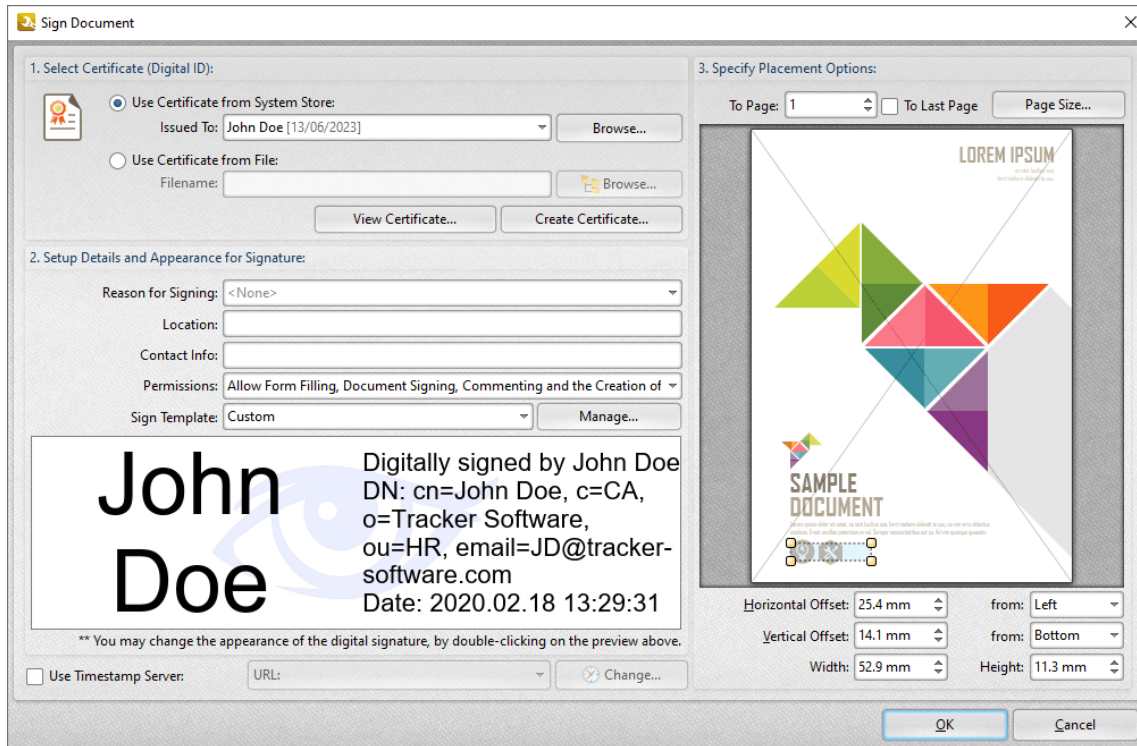 Sign Document
1. Select Certificate (Digital ID):
Use Certificate from System Store:
Issued To: John Doe [13/06/2023]
Browse...
Use Certificate from File:
Filename:
Browse...
View Certificate...
Create Certificate...
2. Setup Details and Appearance for Signature:
Reason for Signing: <None>
Location:
Contact Info:
Permissions: Allow Form Filling, Document Signing, Commenting and the Creation of
Sign Template: Custom
Manage...
John
Doe
Digitally signed by John Doe
DN: cn=John Doe, c=CA,
o=Tracker Software,
ou=HR, email=JD@tracker-
software.com
Date: 2020.02.18 13:29:31
** You may change the appearance of the digital signature, by double-clicking on the preview above.
Use Timestamp Server:
URL:
Change...
3. Specify Placement Options:
To Page: 1
To Last Page
Page Size...
LOREM IPSUM
SAMPLE
DOCUMENT
Horizontal Offset: 25.4 mm
from: Left
Vertical Offset: 14.1 mm
from: Bottom
Width: 52.9 mm
Height: 11.3 mm
OK
Cancel